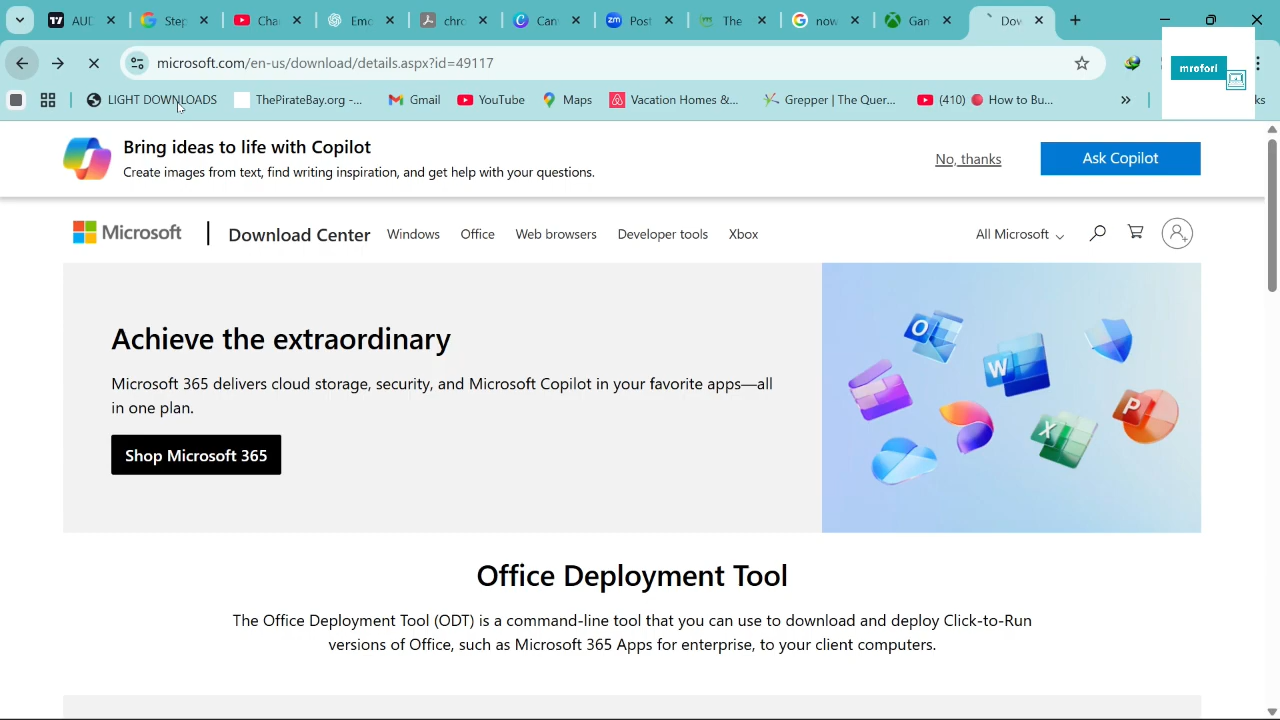 AUD
Step
Cha
Emo
chro
Can
Post
The
now
Gan
Dov
microsoft.com/en-us/download/details.aspx?id=49117
mrofori
LIGHT DOWNLOADS
ThePirateBay.org -...
Gmail
YouTube
Maps
Vacation Homes &...
Grepper | The Quer...
(410) 🔴 How to Bu...
Bring ideas to life with Copilot
Create images from text, find writing inspiration, and get help with your questions.
No, thanks
Ask Copilot
Microsoft
Download Center
Windows
Office
Web browsers
Developer tools
Xbox
All Microsoft
Achieve the extraordinary
Microsoft 365 delivers cloud storage, security, and Microsoft Copilot in your favorite apps—all
in one plan.
Shop Microsoft 365
Office Deployment Tool
The Office Deployment Tool (ODT) is a command-line tool that you can use to download and deploy Click-to-Run
versions of Office, such as Microsoft 365 Apps for enterprise, to your client computers.